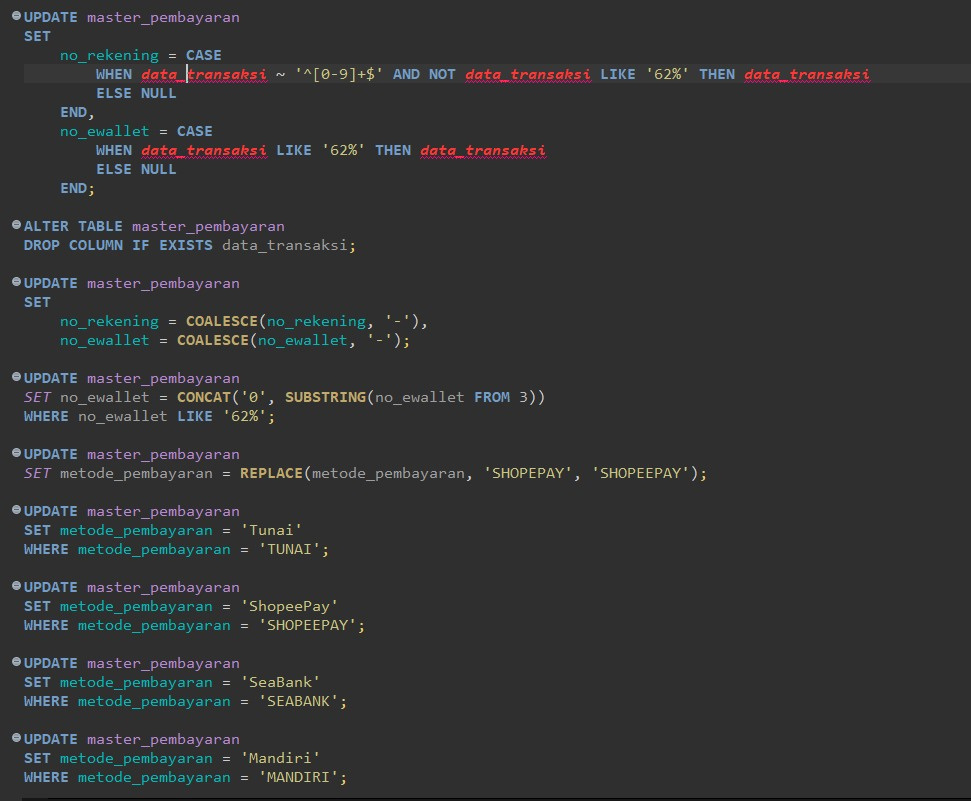 UPDATE master_pembayaran
SET
no_rekening = CASE
WHEN data_transaksi ~ '^[0-9]+$' AND NOT data_transaksi LIKE '62%' THEN data_transaksi
ELSE NULL
END,
no_ewallet = CASE
WHEN data_transaksi LIKE '62%' THEN data_transaksi
ELSE NULL
END;
ALTER TABLE master_pembayaran
DROP COLUMN IF EXISTS data_transaksi;
UPDATE master_pembayaran
SET
no_rekening = COALESCE(no_rekening, '-'),
no_ewallet = COALESCE(no_ewallet, '-');
UPDATE master_pembayaran
SET no_ewallet = CONCAT('0', SUBSTRING(no_ewallet FROM 3))
WHERE no_ewallet LIKE '62%';
UPDATE master_pembayaran
SET metode_pembayaran = REPLACE(metode_pembayaran, 'SHOPEPAY', 'SHOPEEPAY');
UPDATE master_pembayaran
SET metode_pembayaran = 'Tunai'
WHERE metode_pembayaran = 'TUNAI';
UPDATE master_pembayaran
SET metode_pembayaran = 'ShopeePay'
WHERE metode_pembayaran = 'SHOPEEPAY';
UPDATE master_pembayaran
SET metode_pembayaran = 'SeaBank'
WHERE metode_pembayaran = 'SEABANK';
UPDATE master_pembayaran
SET metode_pembayaran = 'Mandiri'
WHERE metode_pembayaran = 'MANDIRI';